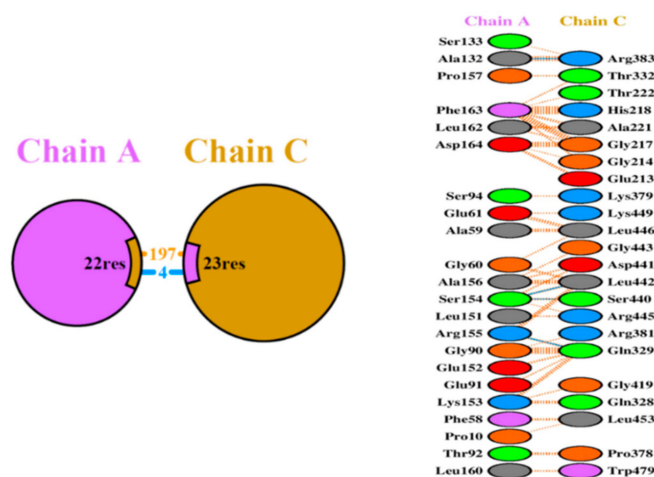 Chain A
Chain C
22res
197
4
23res
Chain A
Chain C
Ser133
Ala132
Arg383
Pro157
Thr332
Thr222
Phe163
His218
Leu162
Ala221
Asp164
Gly217
Gly214
Glu213
Ser94
Lys379
Glu61
Lys449
Ala59
Leu446
Gly443
Gly60
Asp441
Ala156
Leu442
Ser154
Ser440
Leu151
Arg445
Arg155
Arg381
Gly90
Gln329
Glu152
Glu91
Gly419
Lys153
Gln328
Phe58
Leu453
Pro10
Thr92
Pro378
Leu160
Trp479